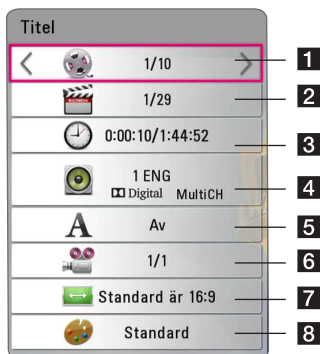 Titel
1/10
1
MULTIMEDIA
1/29
2
0:00:10/1:44:52
3
1 ENG
Digital MultiCH
4
A
Av
5
1/1
6
Standard är 16:9
7
Standard
8